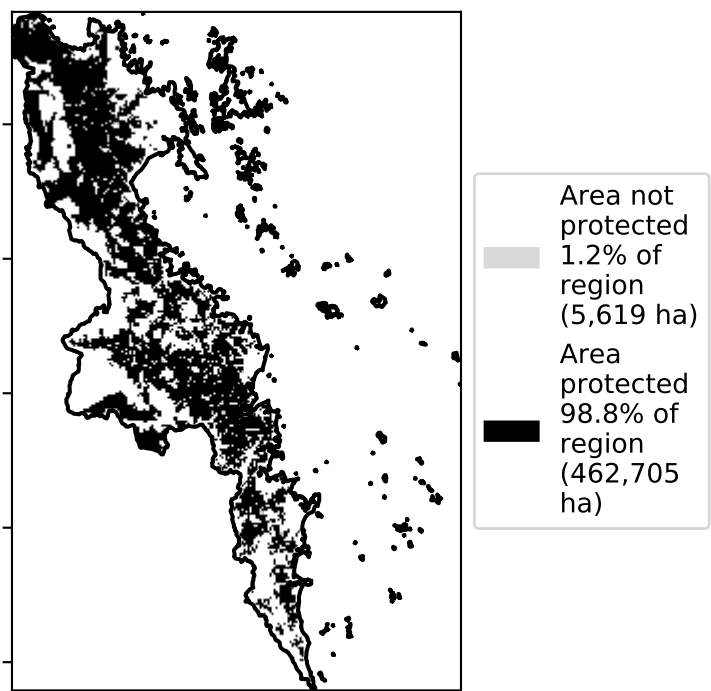 Area not
protected
1.2% of
region
(5,619 ha)
Area
protected
98.8% of
region
(462,705
ha)